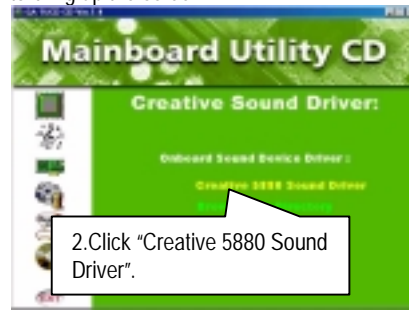 Mainboard Utility CD
Creative Sound Driver:
Onboard Sound Device Driver :
Creative 5880 Sound Driver
2.Click “Creative 5880 Sound
Driver”.
EXIT